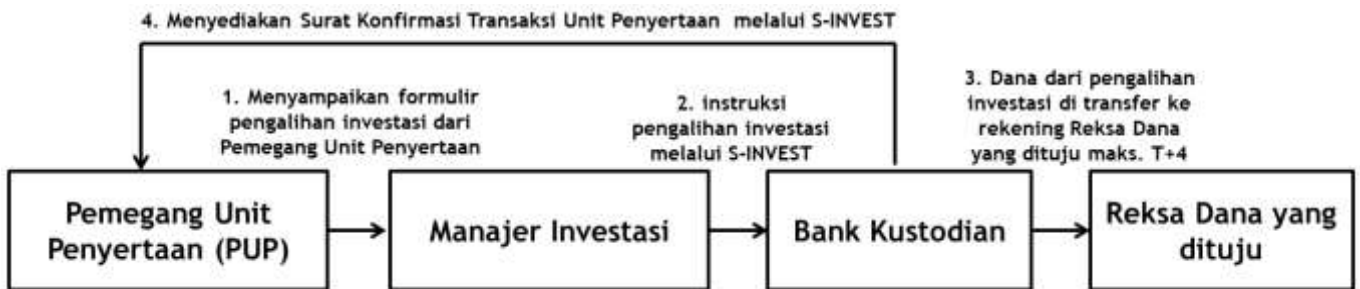 4. Menyediakan Surat Konfirmasi Transaksi Unit Penyertaan melalui S-INVEST
1. Menyampaikan formulir
pengalihan investasi dari
Pemegang Unit Penyertaan
2. instruksi
pengalihan investasi
melalui S-INVEST
3. Dana dari pengalihan
investasi di transfer ke
rekening Reksa Dana
yang dituju maks. T+4
Pemegang Unit
Penyertaan (PUP)
Manajer Investasi
Bank Kustodian
Reksa Dana yang
dituju